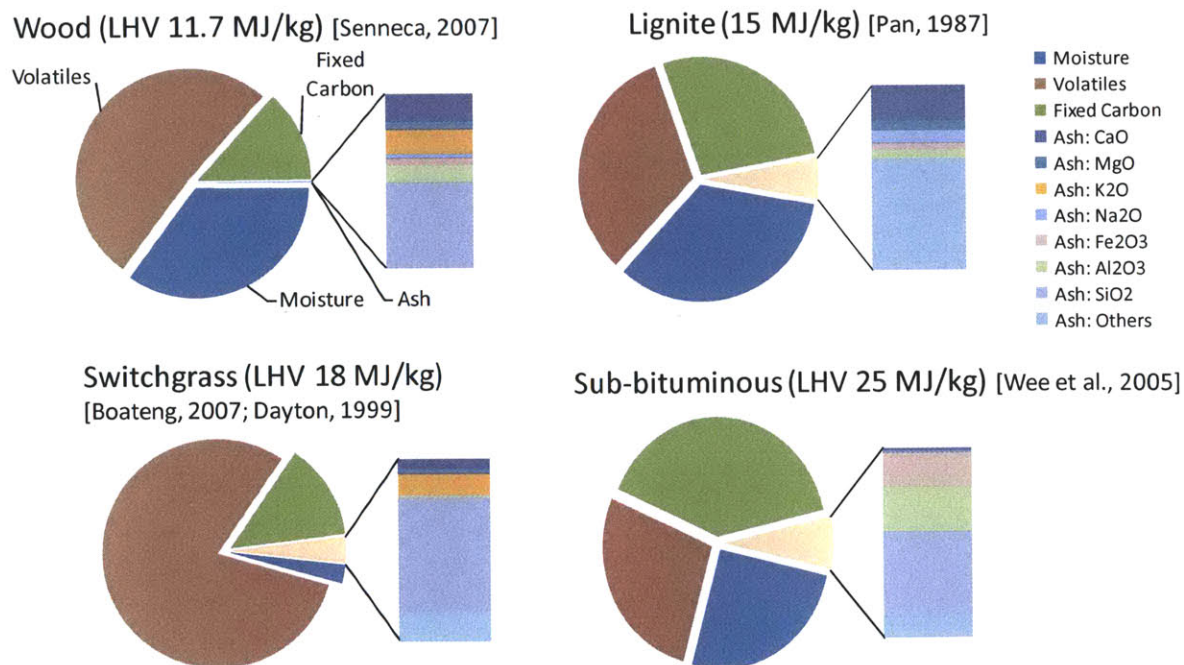 Wood (LHV 11.7 MJ/kg) [Senneca, 2007]
Volatiles
Fixed
Carbon
Moisture
Ash
Lignite (15 MJ/kg) [Pan, 1987]
Moisture
Volatiles
Fixed Carbon
Ash: CaO
Ash: MgO
Ash: K2O
Ash: Na2O
Ash: Fe2O3
Ash: Al2O3
Ash: SiO2
Ash: Others
Switchgrass (LHV 18 MJ/kg)
[Boateng, 2007; Dayton, 1999]
Sub-bituminous (LHV 25 MJ/kg) [Wee et al., 2005]